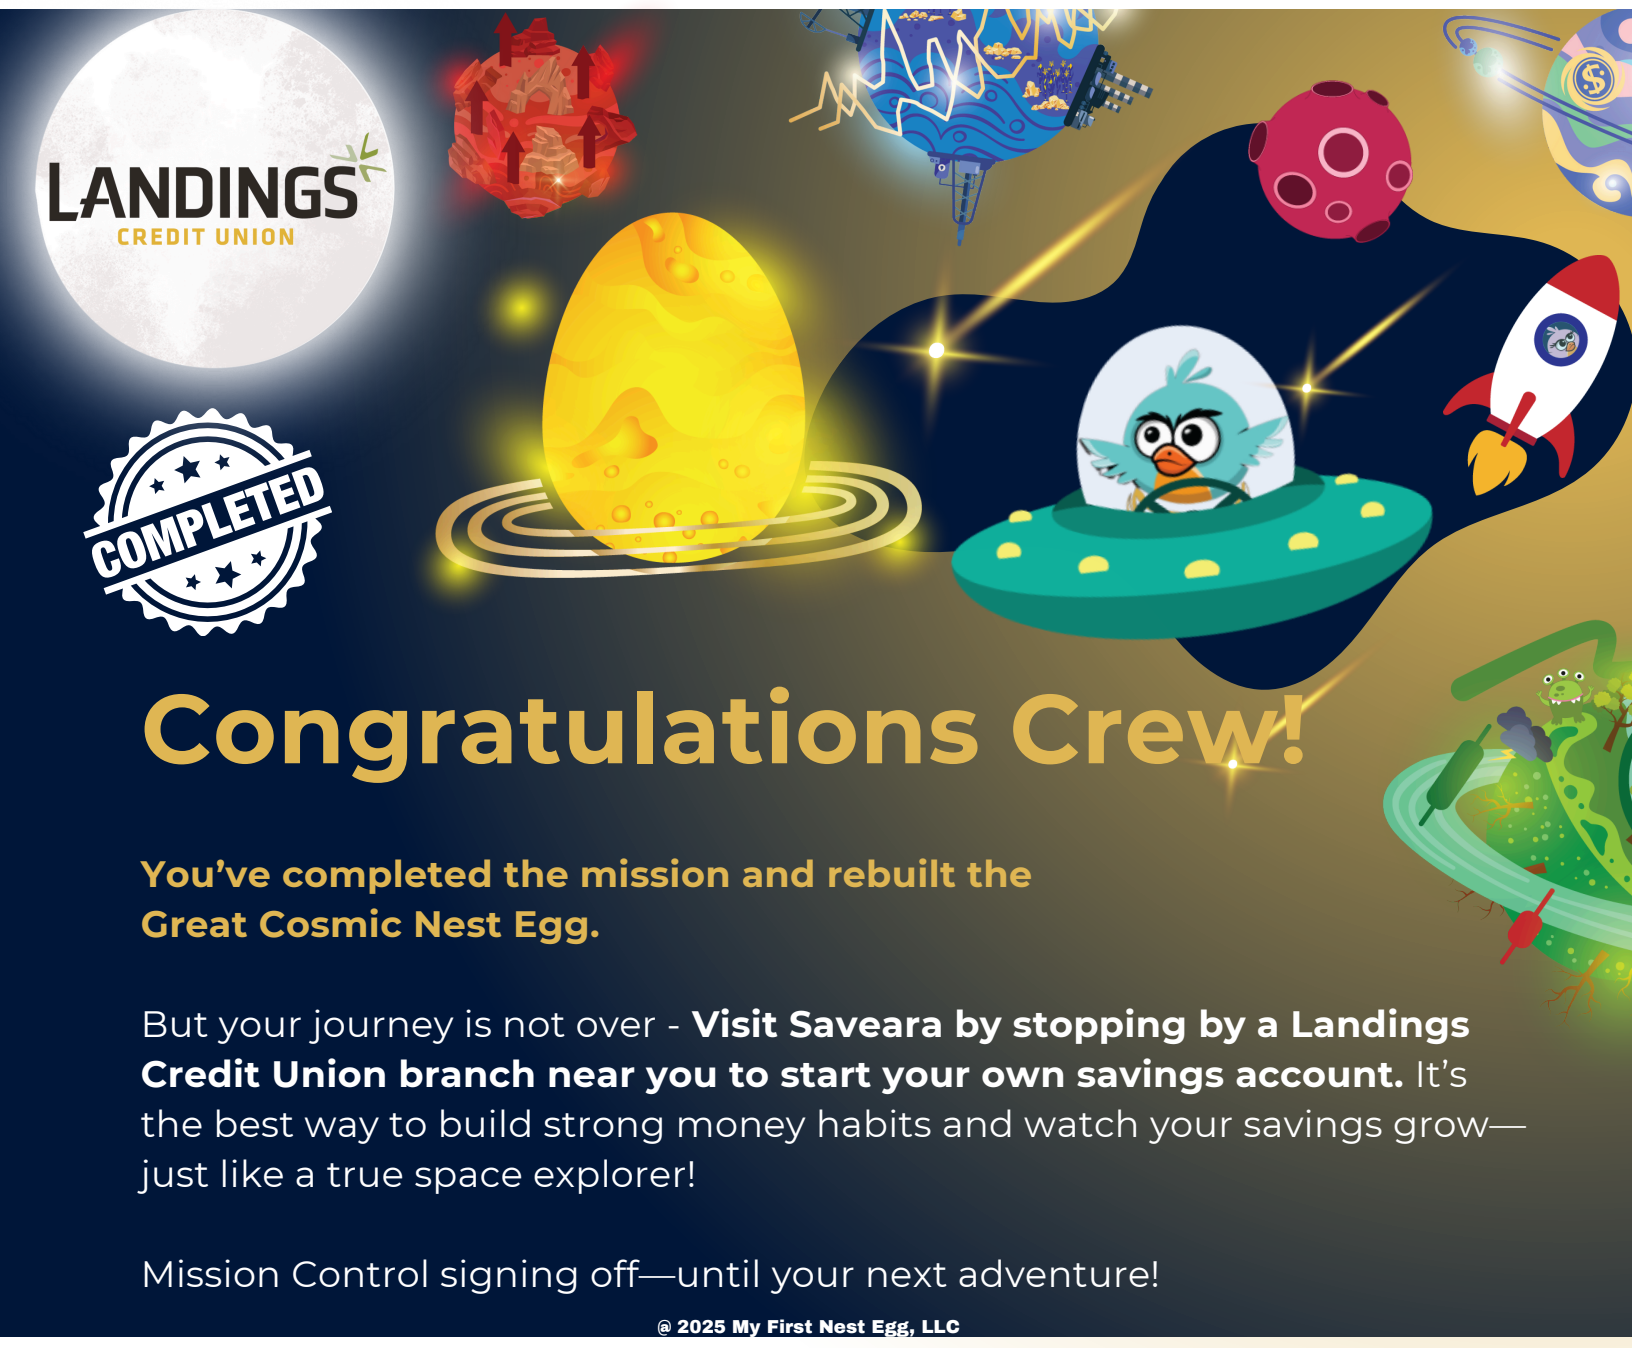 LANDINGS
CREDIT UNION
$
COMPLETED
Congratulations Crew!
You’ve completed the mission and rebuilt the
Great Cosmic Nest Egg.
But your journey is not over - Visit Saveara by stopping by a Landings
Credit Union branch near you to start your own savings account. It’s
the best way to build strong money habits and watch your savings grow—
just like a true space explorer!
Mission Control signing off—until your next adventure!
@ 2025 My First Nest Egg, LLC